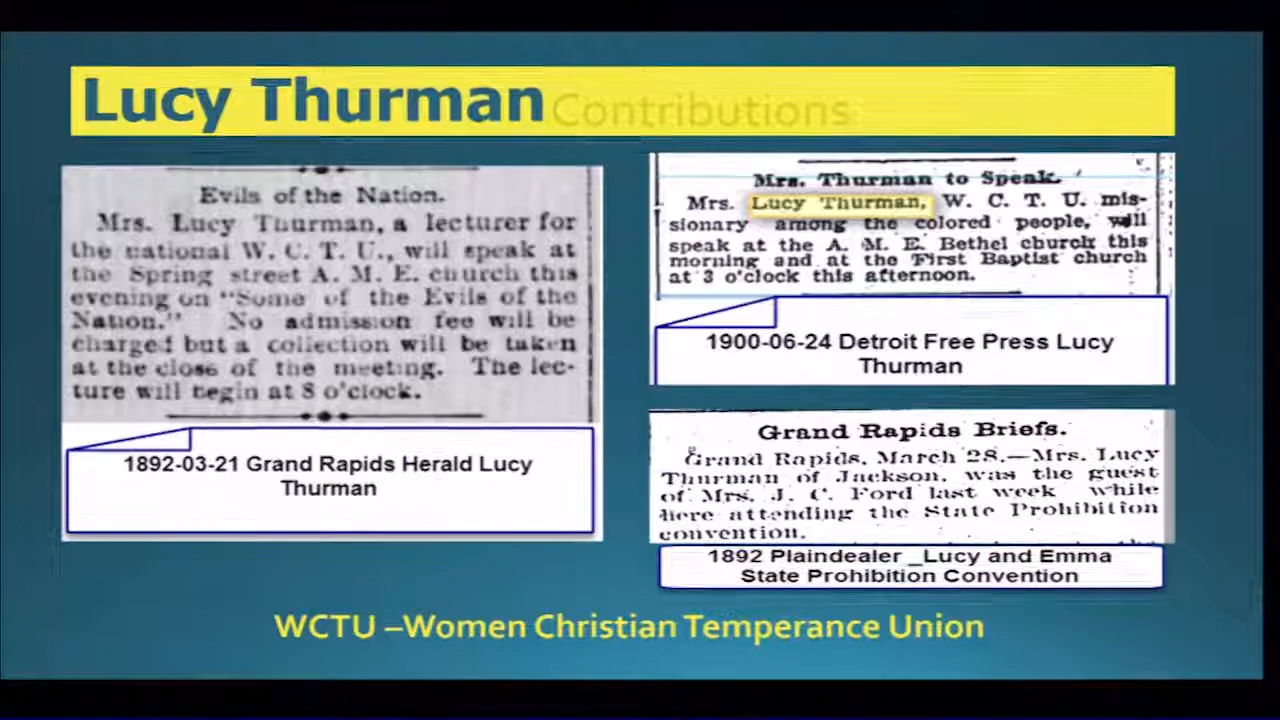 Lucy Thurman Contributions
Evils of the Nation.
Mrs. Lucy Thurman, a lecturer for
the national W. C. T. U., will speak at
the Spring street A. M. E. church this
evening on "Some of the Evils of the
Nation." No admission fee will be
charged but a collection will be taken
at the close of the meeting. The lec-
ture will begin at 8 o'clock.
1892-03-21 Grand Rapids Herald Lucy
Thurman
Mrs. Thurman to Speak.
Mrs. Lucy Thurman, W. C. T. U. mis-
sionary among the colored people, will
speak at the A. M. E. Bethel church this
morning and at the First Baptist church
at 3 o'clock this afternoon.
1900-06-24 Detroit Free Press Lucy
Thurman
Grand Rapids Briefs.
Grand Rapids, March 28.—Mrs. Lucy
Thurman of Jackson, was the guest
of Mrs. J. C. Ford last week while
here attending the State Prohibition
convention.
1892 Plaindealer _Lucy and Emma
State Prohibition Convention
WCTU –Women Christian Temperance Union